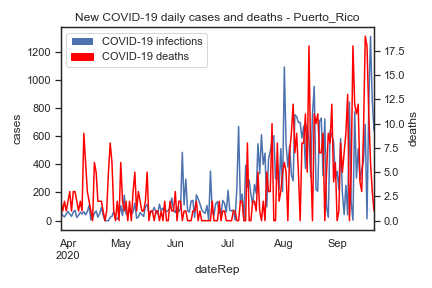 New COVID-19 daily cases and deaths - Puerto_Rico
COVID-19 infections
COVID-19 deaths
cases
1200
1000
800
600
400
200
0
deaths
17.5
15.0
12.5
10.0
7.5
5.0
2.5
0.0
Apr
2020
May
Jun
Jul
Aug
Sep
dateRep